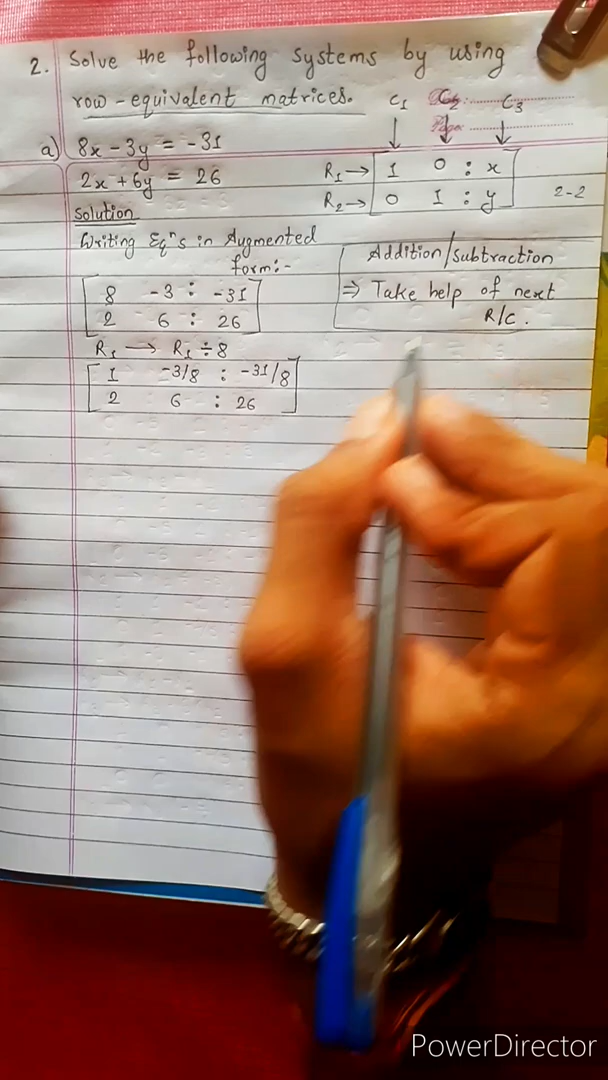 2. Solve the following systems by using
row-equivalent matrices.
C₁ C₂ C₃
a) 8x - 3y = -31
2x + 6y = 26
R₁ → 1 0 : x
R₂ → 0 1 : y
2-2
Solution
Writing Eqⁿs in Augmented
form:-
8 -3 : -31
2 6 : 26
Addition/subtraction
⇒ Take help of next
R/C.
R₁ → R₁ ÷ 8
1 -3/8 : -31/8
2 6 : 26
PowerDirector